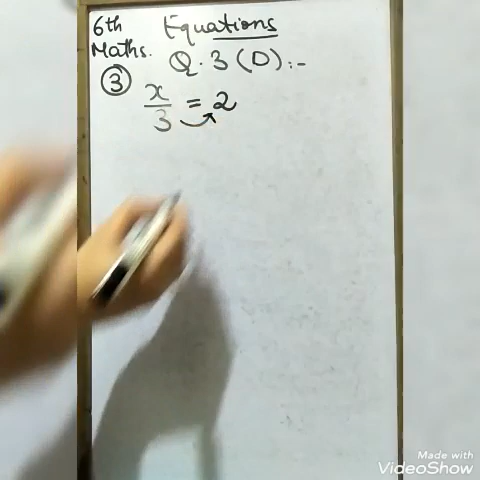 6th Equations
Maths. Q.3 (D):-
③ x/3 = 2
Made with
VideoShow